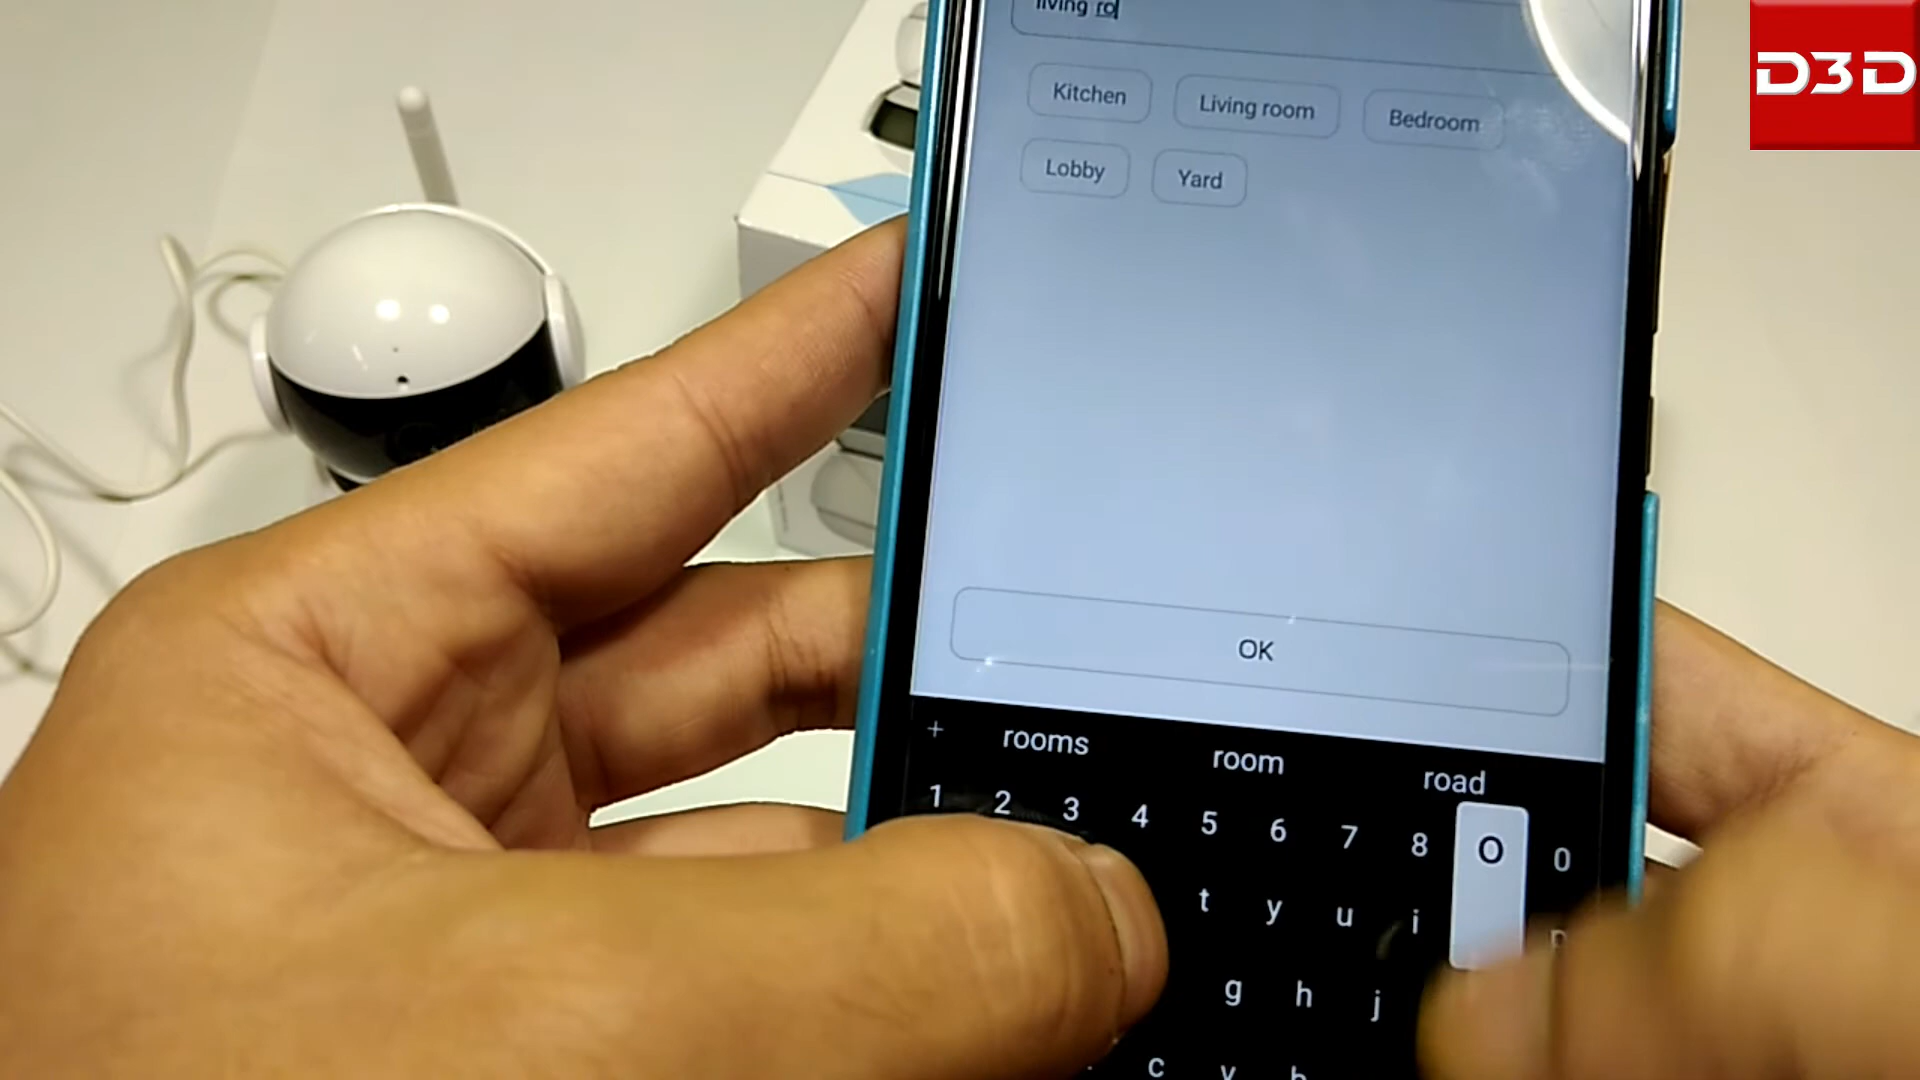 living ro
D3D
Kitchen Living room Bedroom
Lobby Yard
OK
+ rooms room road
1 2 3 4 5 6 7 8 O 0
t y u i p
g h j
c v b